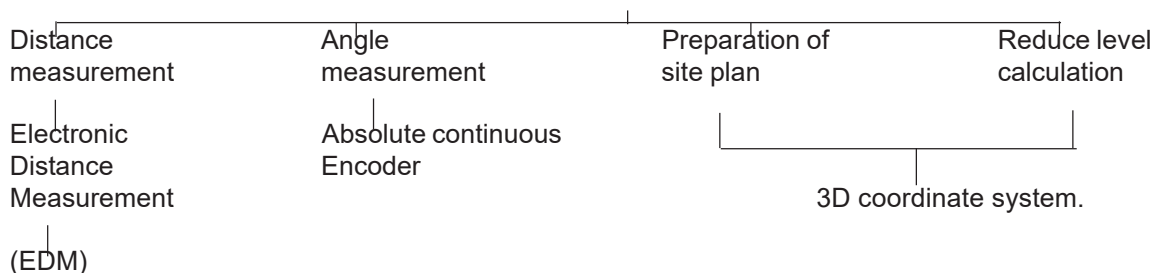 Distance
measurement
Angle
measurement
Preparation of
site plan
Reduce level
calculation
Electronic
Distance
Measurement
Absolute continuous
Encoder
3D coordinate system.
(EDM)